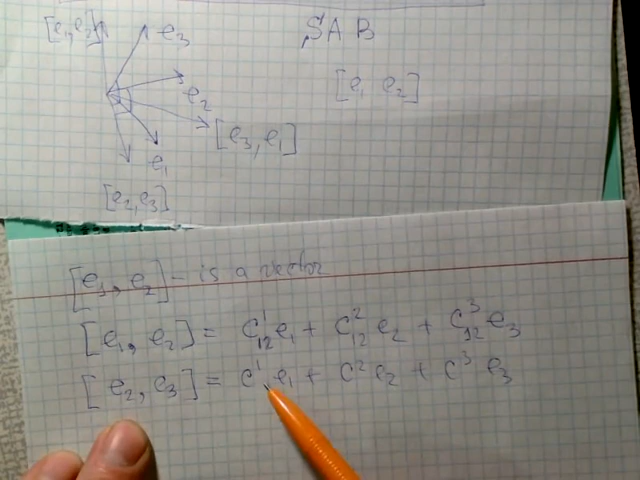 [e₁, e₂]
e₃
SAB
e₂
[e₁ e₂]
[e₃, e₁]
e₁
[e₂, e₃]
[e₁, e₂] - is a vector
[e₁, e₂] = C¹₁₂ e₁ + C²₁₂ e₂ + C³₁₂ e₃
[e₂, e₃] = C¹ e₁ + C² e₂ + C³ e₃